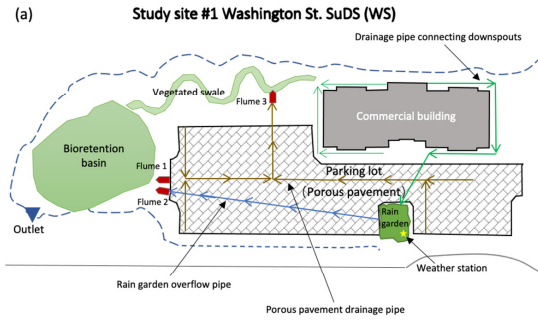 (a)
Study site #1 Washington St. SuDS (WS)
Drainage pipe connecting downspouts
Vegetated swale
Flume 3
Commercial building
Bioretention
basin
Flume 1
Flume 2
Parking lot
(Porous pavement)
Rain
garden
Outlet
Weather station
Rain garden overflow pipe
Porous pavement drainage pipe